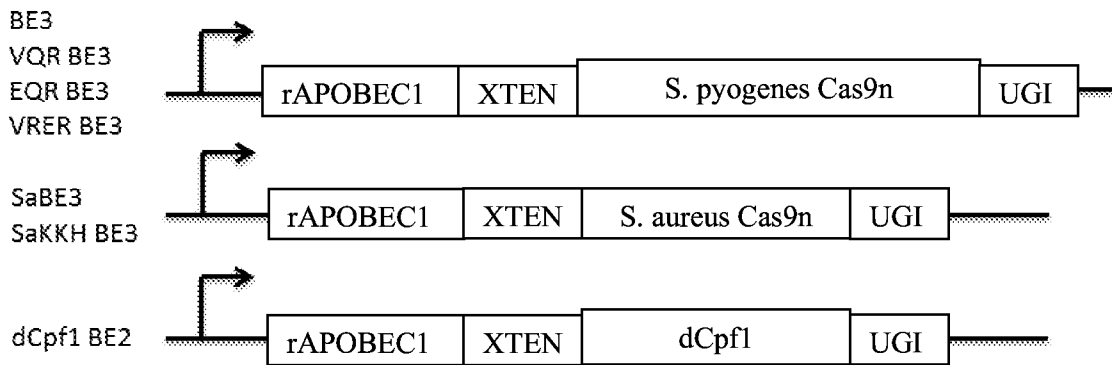 BE3
VQR BE3
EQR BE3
VRER BE3
rAPOBEC1 XTEN S. pyogenes Cas9n UGI
SaBE3
SaKKH BE3
rAPOBEC1 XTEN S. aureus Cas9n UGI
dCpf1 BE2
rAPOBEC1 XTEN dCpf1 UGI